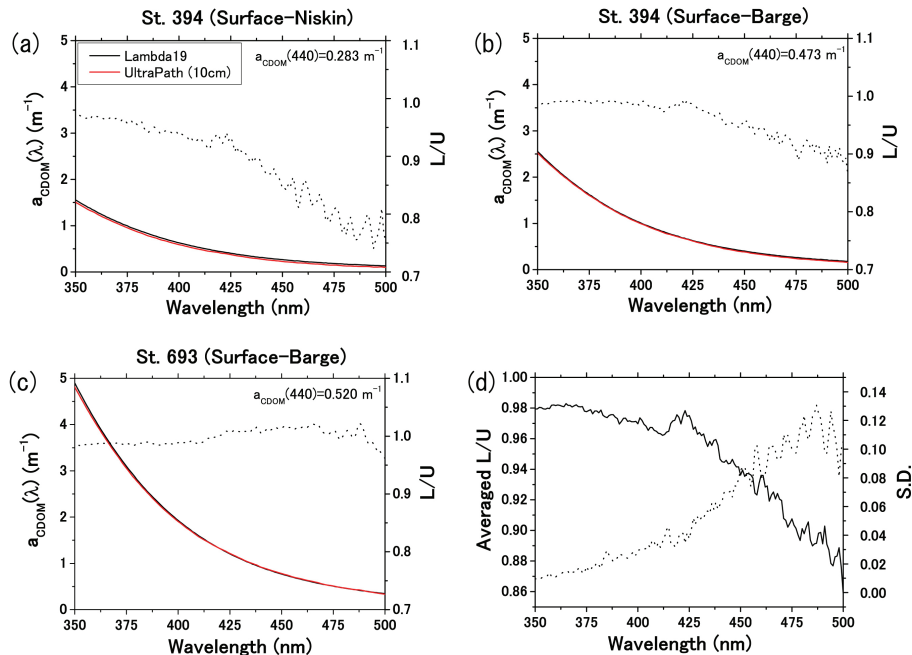 St. 394 (Surface-Niskin)
(a)
Lambda19
UltraPath (10cm)
a_CDOM(440)=0.283 m⁻¹
a_CDOM(λ) (m⁻¹)
5
4
3
2
1
0
L/U
1.1
1.0
0.9
0.8
0.7
350 375 400 425 450 475 500
Wavelength (nm)
St. 394 (Surface-Barge)
(b)
a_CDOM(440)=0.473 m⁻¹
a_CDOM(λ) (m⁻¹)
5
4
3
2
1
0
L/U
1.1
1.0
0.9
0.8
0.7
350 375 400 425 450 475 500
Wavelength (nm)
St. 693 (Surface-Barge)
(c)
a_CDOM(440)=0.520 m⁻¹
a_CDOM(λ) (m⁻¹)
5
4
3
2
1
0
L/U
1.1
1.0
0.9
0.8
0.7
350 375 400 425 450 475 500
Wavelength (nm)
(d)
Averaged L/U
1.00
0.98
0.96
0.94
0.92
0.90
0.88
0.86
S.D.
0.14
0.12
0.10
0.08
0.06
0.04
0.02
0.00
350 375 400 425 450 475 500
Wavelength (nm)